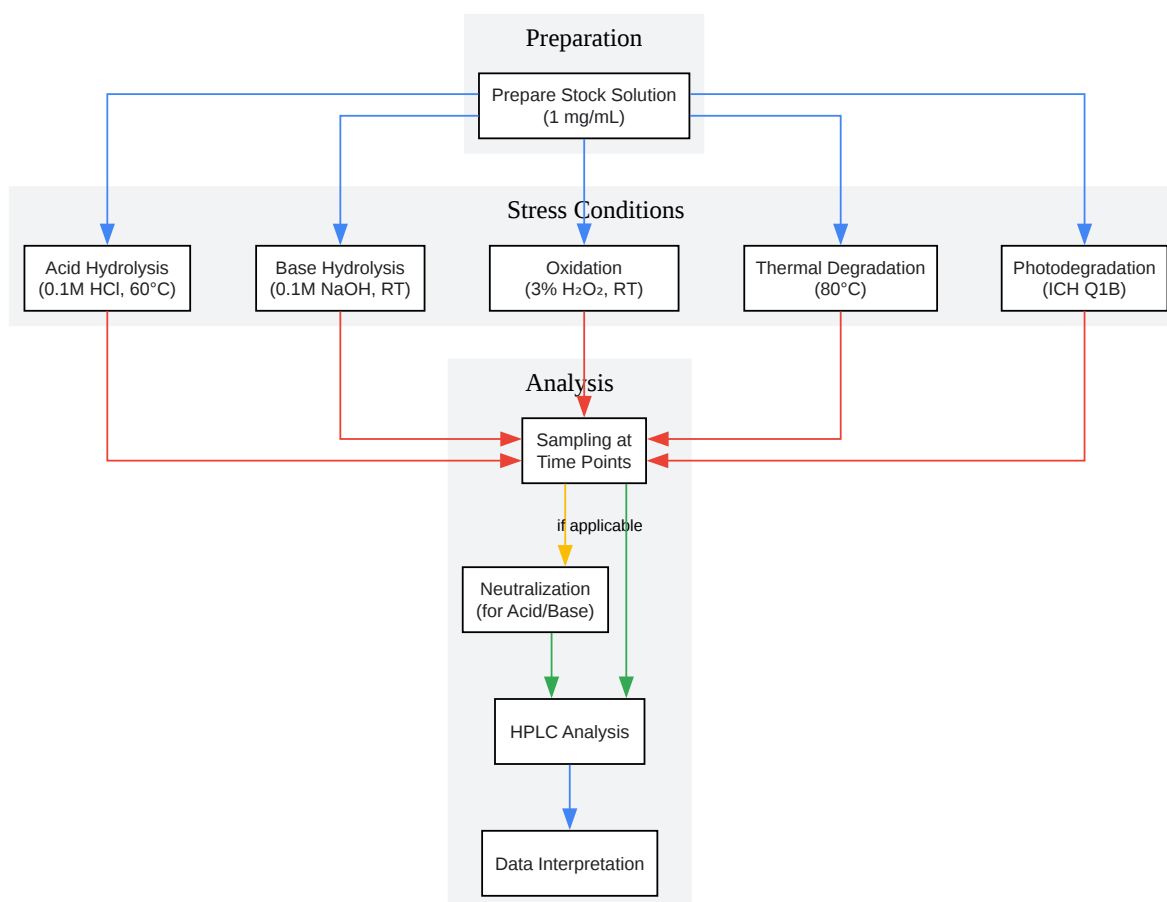 Preparation
Prepare Stock Solution
(1 mg/mL)
Stress Conditions
Acid Hydrolysis
(0.1M HCl, 60°C)
Base Hydrolysis
(0.1M NaOH, RT)
Oxidation
(3% H₂O₂, RT)
Thermal Degradation
(80°C)
Photodegradation
(ICH Q1B)
Analysis
Sampling at
Time Points
if applicable
Neutralization
(for Acid/Base)
HPLC Analysis
Data Interpretation